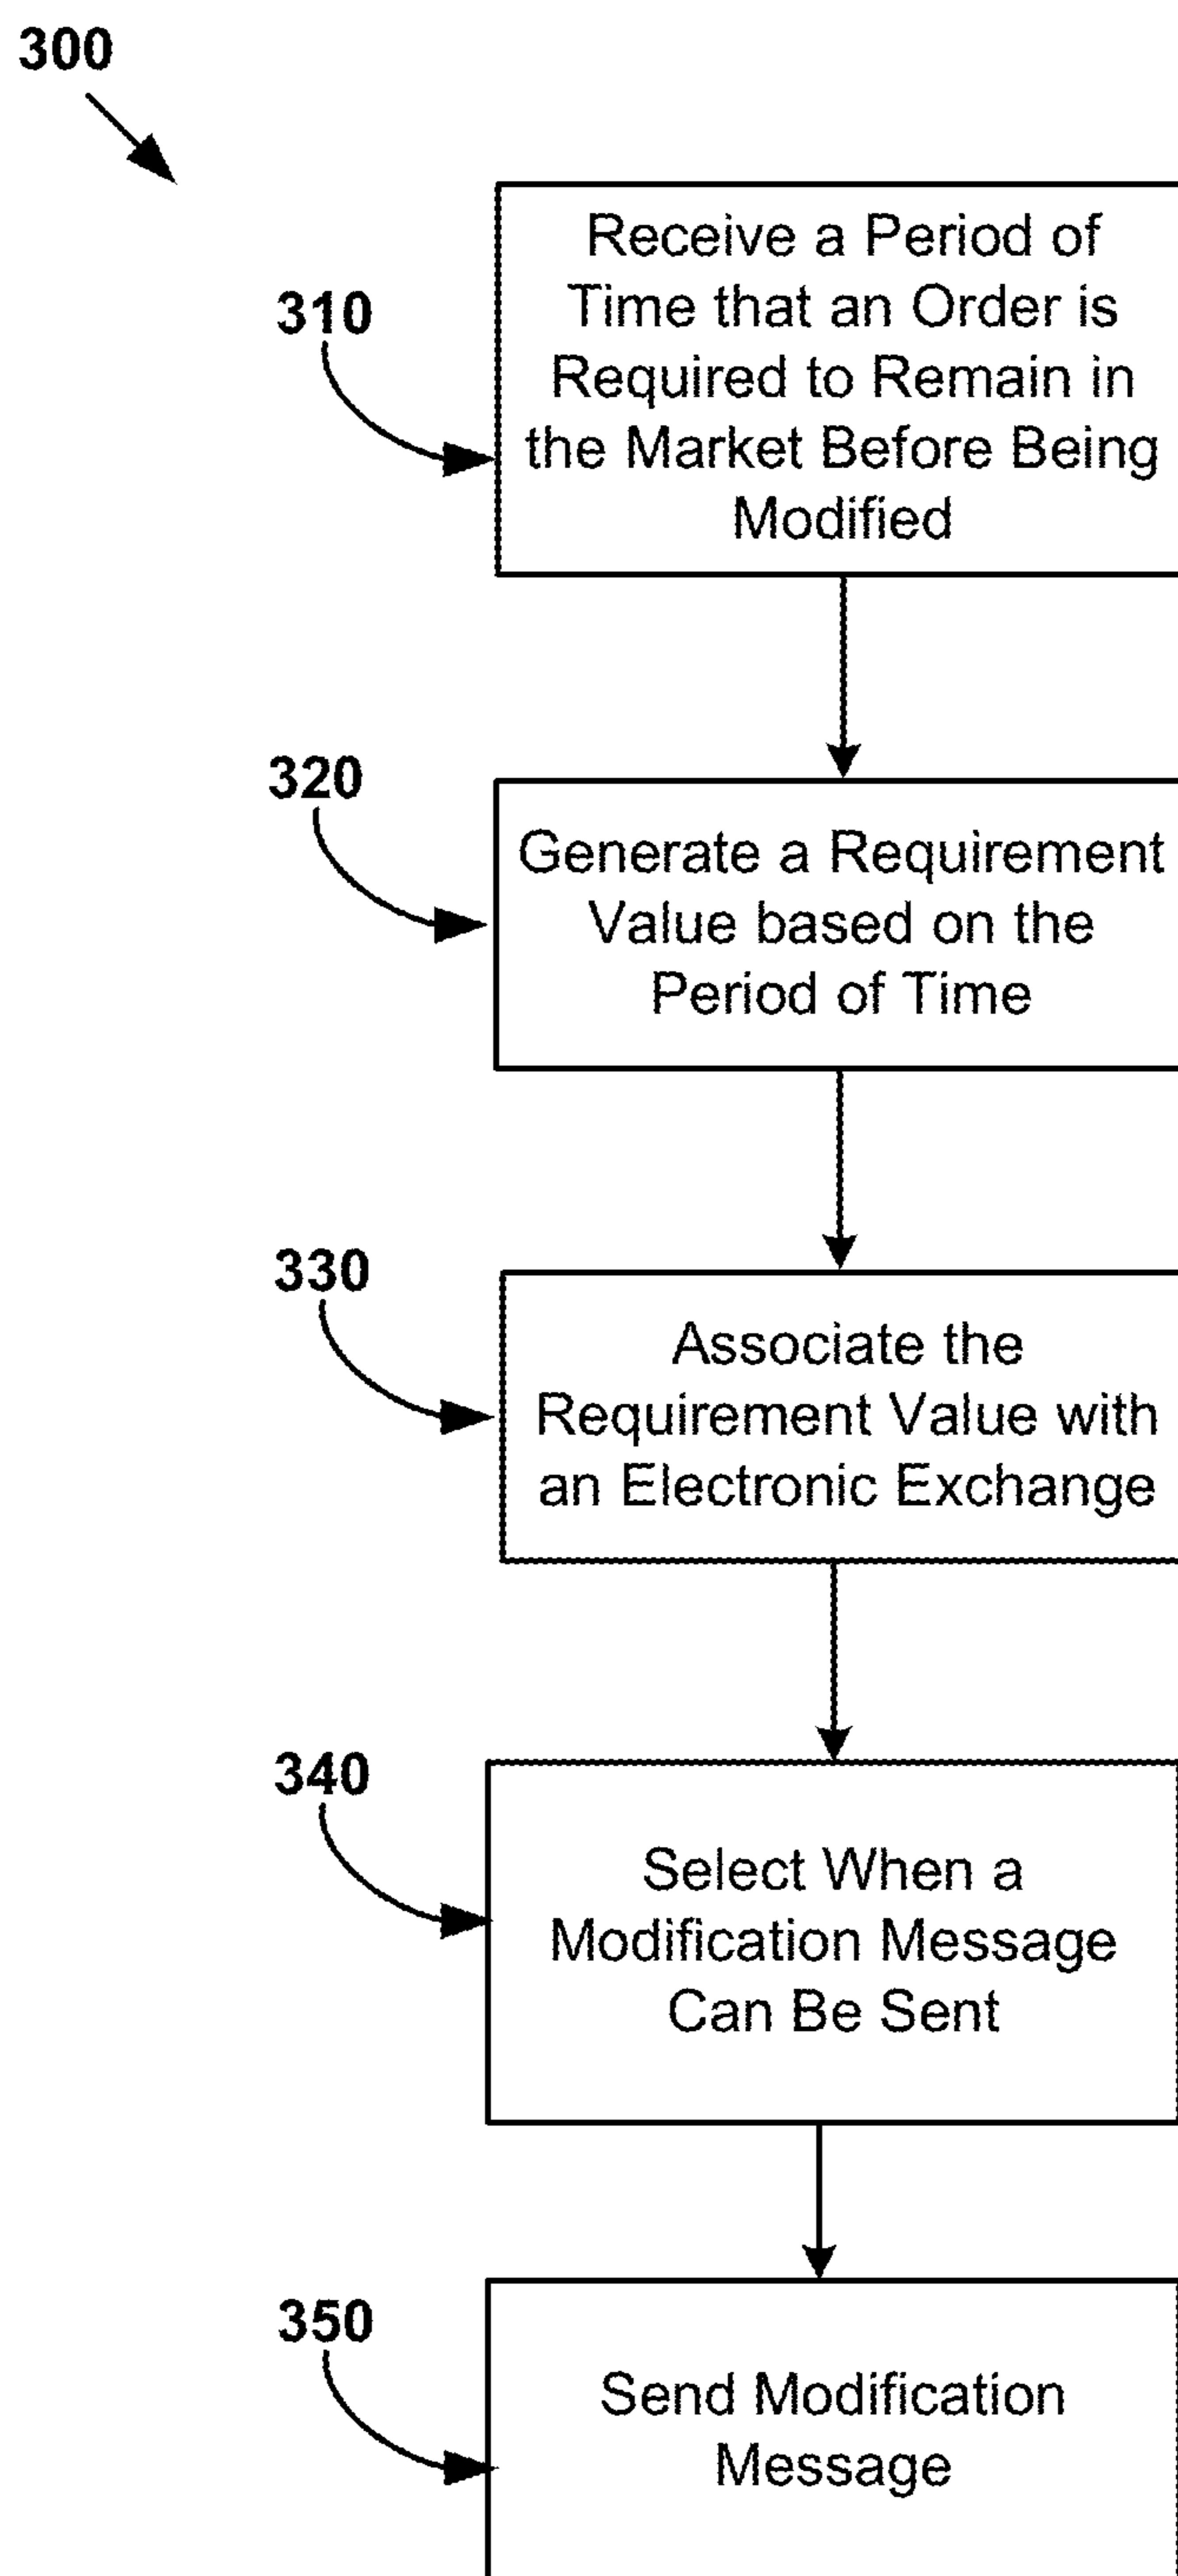 300
310
Receive a Period of
Time that an Order is
Required to Remain in
the Market Before Being
Modified
320
Generate a Requirement
Value based on the
Period of Time
330
Associate the
Requirement Value with
an Electronic Exchange
340
Select When a
Modification Message
Can Be Sent
350
Send Modification
Message